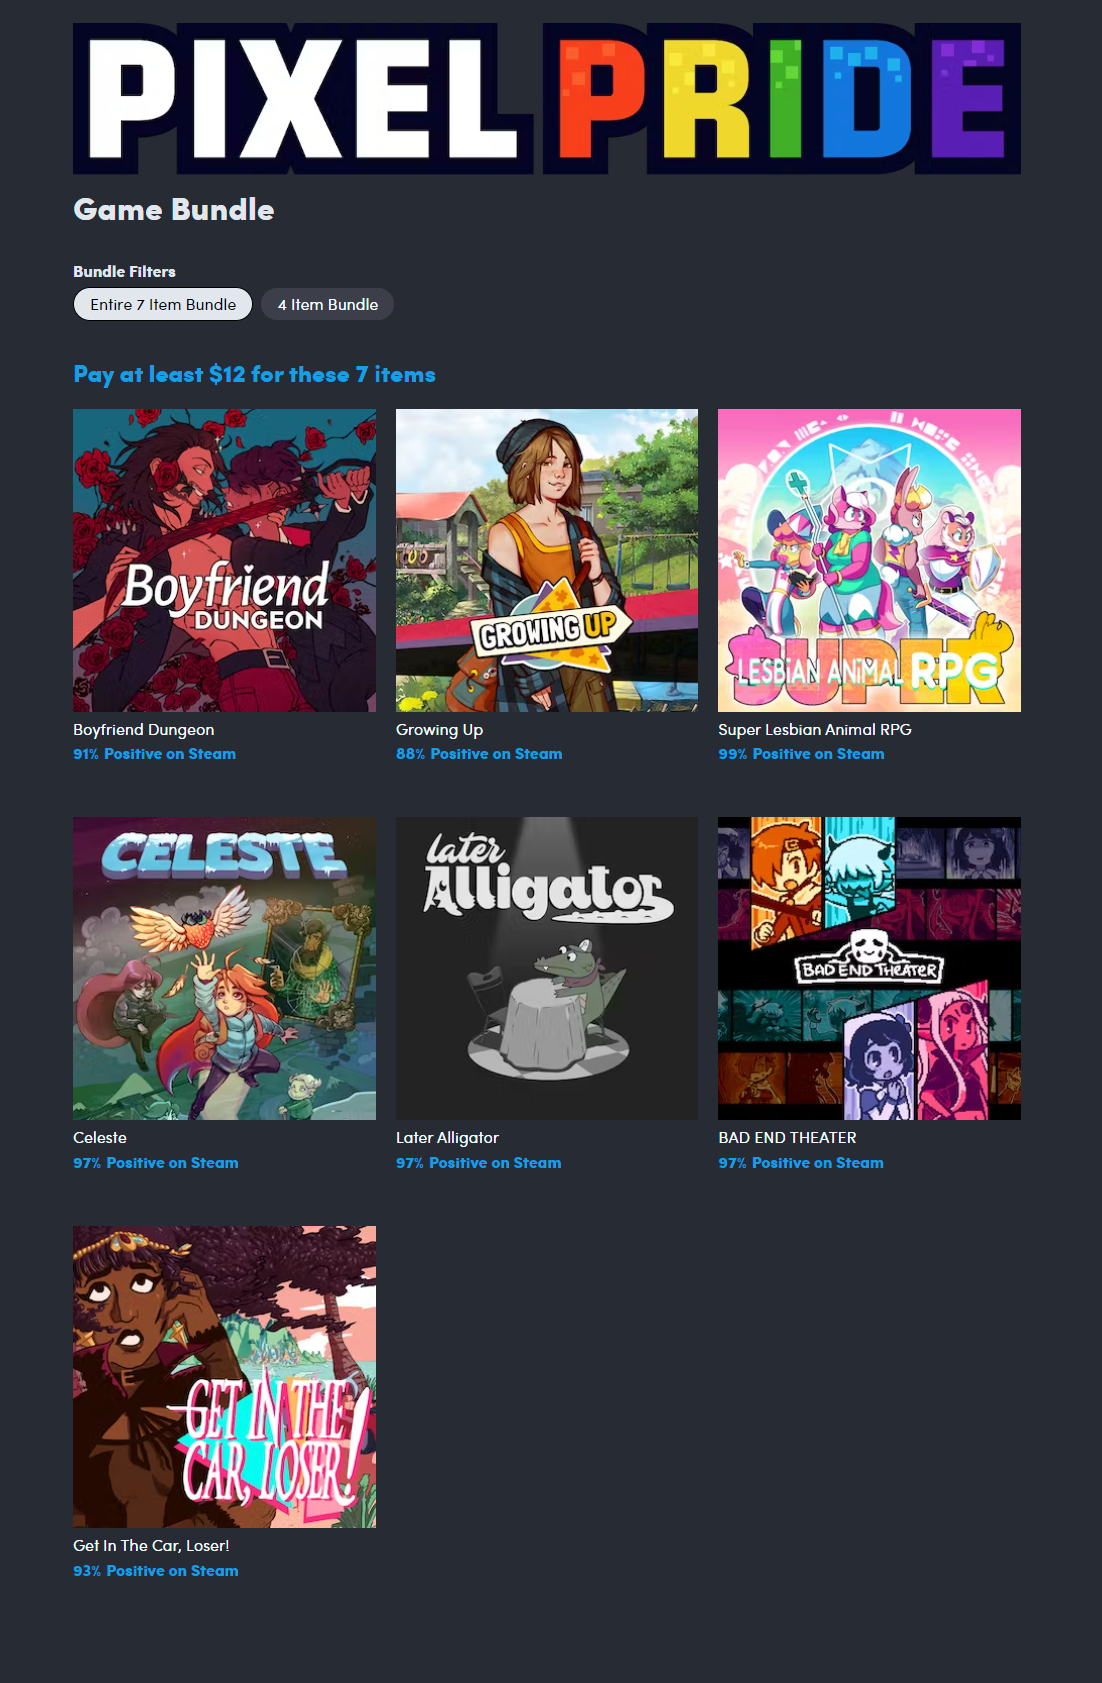 PIXEL PRIDE
Game Bundle
Bundle Filters
Entire 7 Item Bundle
4 Item Bundle
Pay at least $12 for these 7 items
Boyfriend
DUNGEON
GROWING UP
SUPER
LESBIAN ANIMAL RPG
Boyfriend Dungeon
91% Positive on Steam
Growing Up
88% Positive on Steam
Super Lesbian Animal RPG
99% Positive on Steam
CELESTE
later
Alligator
BAD END THEATER
Celeste
97% Positive on Steam
Later Alligator
97% Positive on Steam
BAD END THEATER
97% Positive on Steam
GET IN THE
CAR, LOSER!
Get In The Car, Loser!
93% Positive on Steam